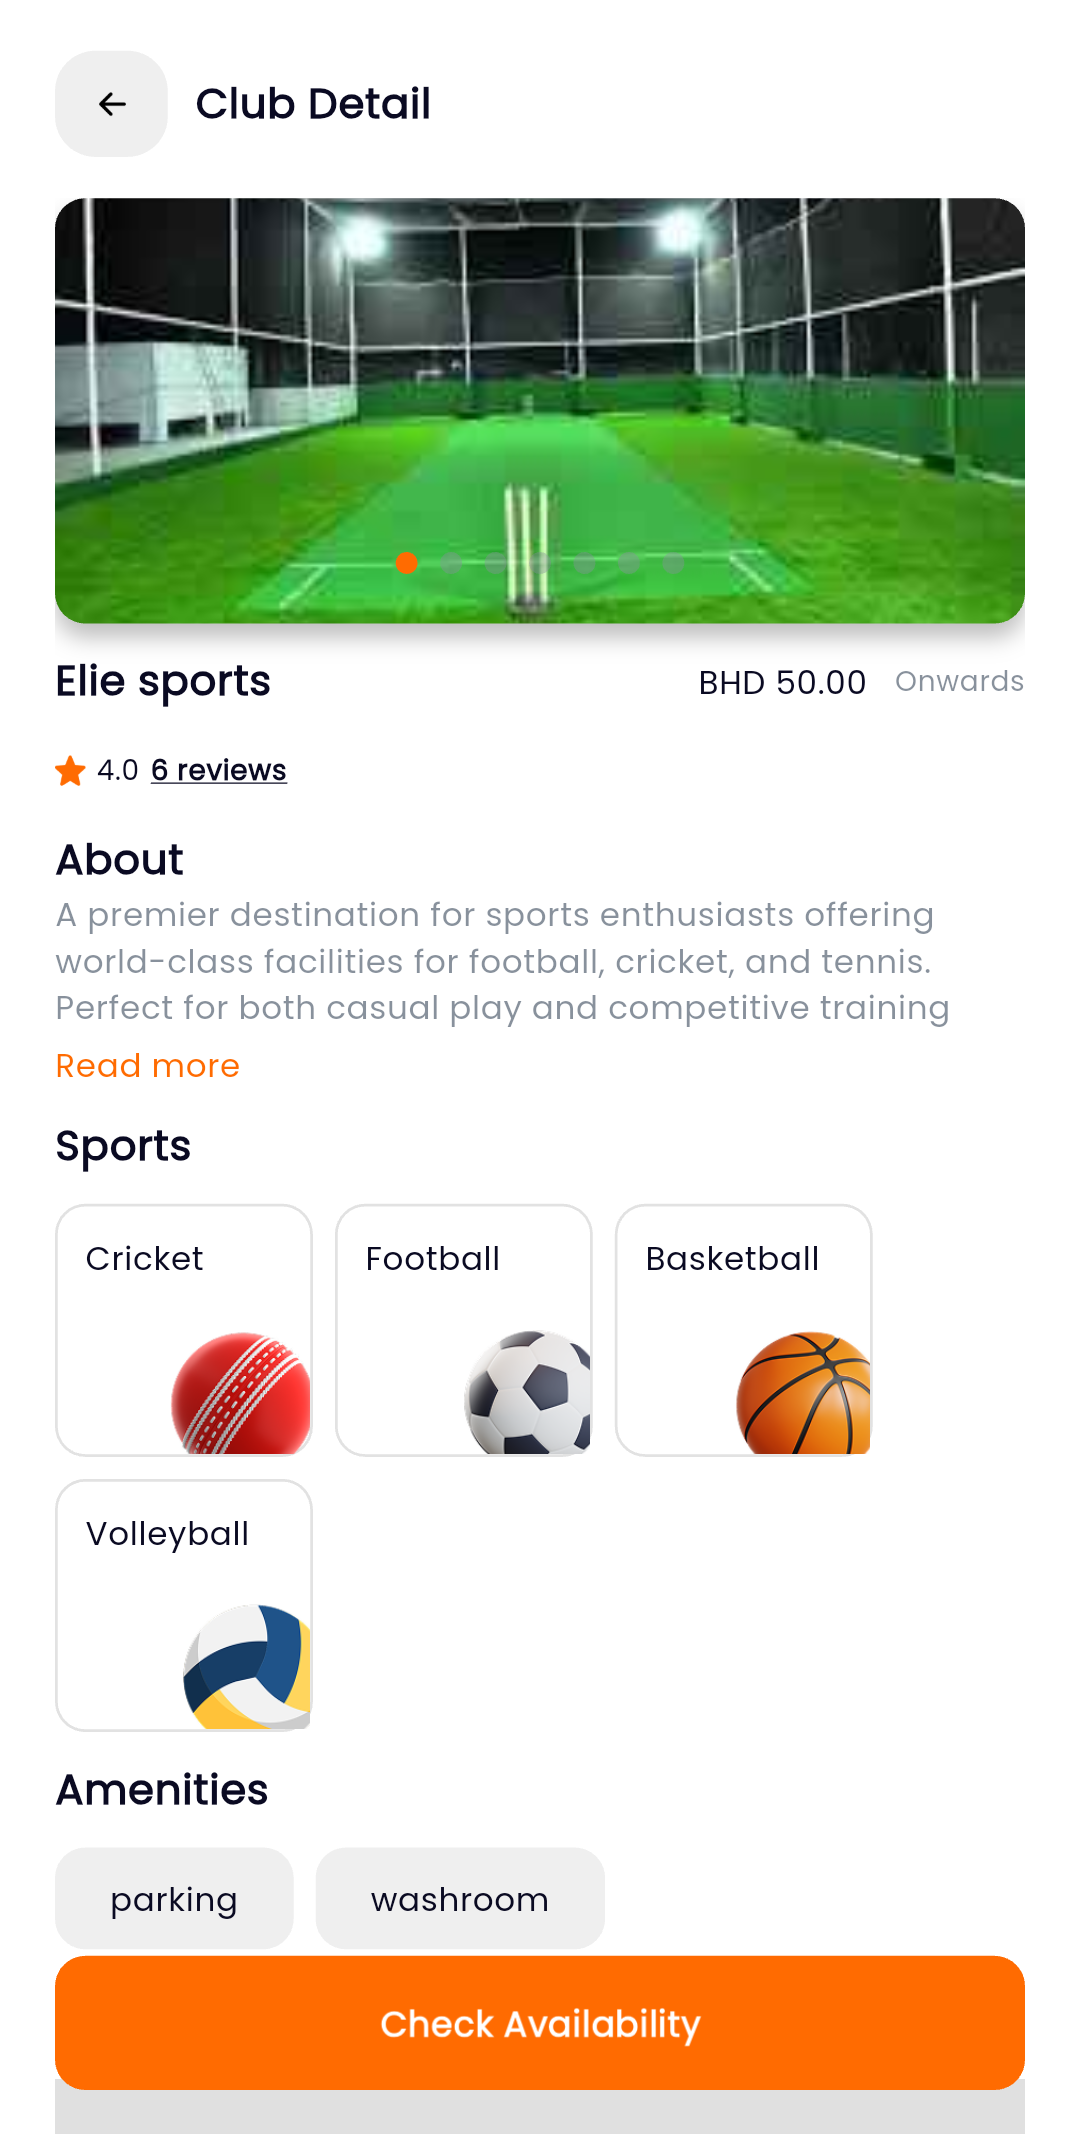 Club Detail
Elie sports
BHD 50.00 Onwards
4.0 6 reviews
About
A premier destination for sports enthusiasts offering
world-class facilities for football, cricket, and tennis.
Perfect for both casual play and competitive training
Read more
Sports
Cricket Football Basketball
Volleyball
Amenities
parking washroom
Check Availability